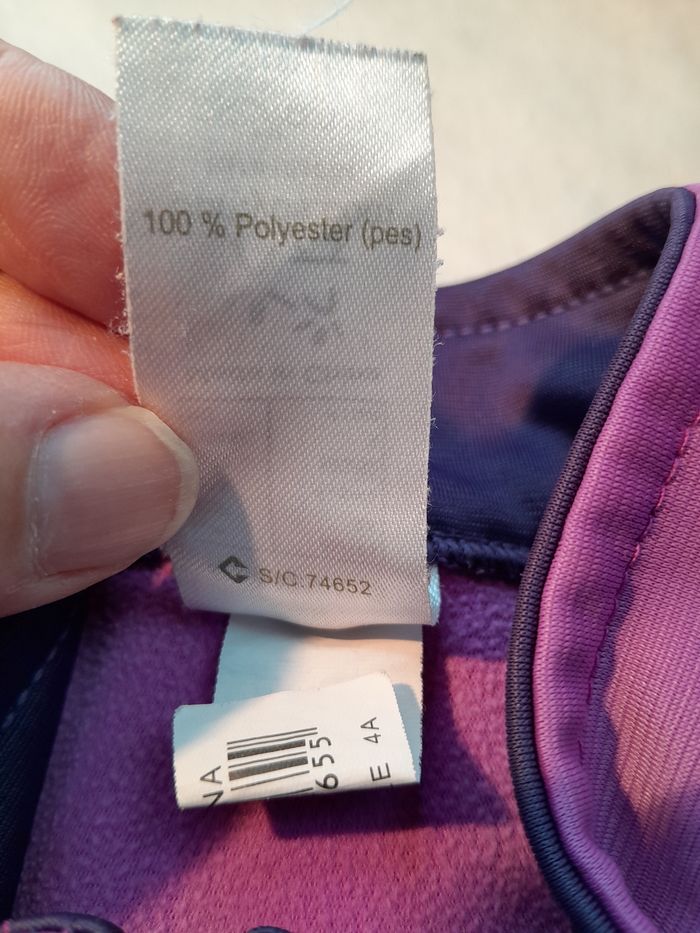 100 % Polyester (pes)
S/C:74652
NA
655
E 4A